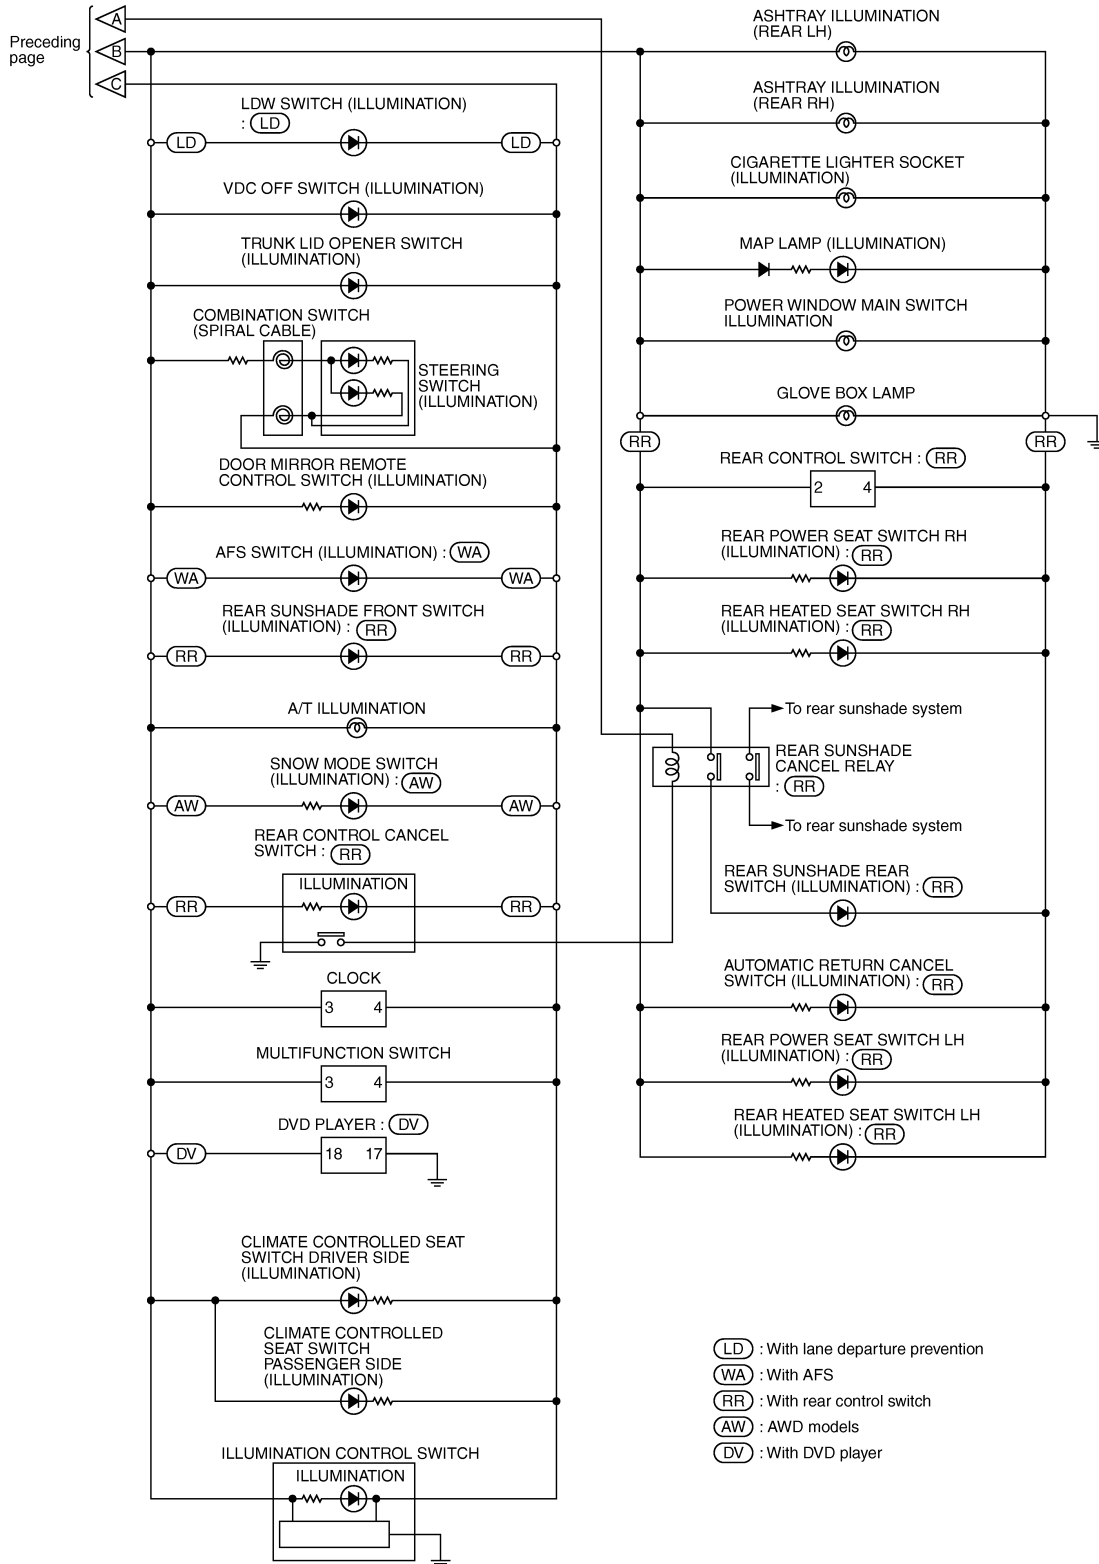 Preceding
page
A
B
C
LDW SWITCH (ILLUMINATION)
: LD
LD
LD
VDC OFF SWITCH (ILLUMINATION)
TRUNK LID OPENER SWITCH
(ILLUMINATION)
COMBINATION SWITCH
(SPIRAL CABLE)
STEERING
SWITCH
(ILLUMINATION)
DOOR MIRROR REMOTE
CONTROL SWITCH (ILLUMINATION)
AFS SWITCH (ILLUMINATION) : WA
WA
WA
REAR SUNSHADE FRONT SWITCH
(ILLUMINATION) : RR
RR
RR
A/T ILLUMINATION
SNOW MODE SWITCH
(ILLUMINATION) : AW
AW
AW
REAR CONTROL CANCEL
SWITCH : RR
ILLUMINATION
RR
RR
CLOCK
3 4
MULTIFUNCTION SWITCH
3 4
DVD PLAYER : DV
DV
18 17
CLIMATE CONTROLLED SEAT
SWITCH DRIVER SIDE
(ILLUMINATION)
CLIMATE CONTROLLED
SEAT SWITCH
PASSENGER SIDE
(ILLUMINATION)
ILLUMINATION CONTROL SWITCH
ILLUMINATION
ASHTRAY ILLUMINATION
(REAR LH)
ASHTRAY ILLUMINATION
(REAR RH)
CIGARETTE LIGHTER SOCKET
(ILLUMINATION)
MAP LAMP (ILLUMINATION)
POWER WINDOW MAIN SWITCH
ILLUMINATION
GLOVE BOX LAMP
RR
RR
REAR CONTROL SWITCH : RR
2 4
REAR POWER SEAT SWITCH RH
(ILLUMINATION) : RR
REAR HEATED SEAT SWITCH RH
(ILLUMINATION) : RR
To rear sunshade system
REAR SUNSHADE
CANCEL RELAY
: RR
To rear sunshade system
REAR SUNSHADE REAR
SWITCH (ILLUMINATION) : RR
AUTOMATIC RETURN CANCEL
SWITCH (ILLUMINATION) : RR
REAR POWER SEAT SWITCH LH
(ILLUMINATION) : RR
REAR HEATED SEAT SWITCH LH
(ILLUMINATION) : RR
LD : With lane departure prevention
WA : With AFS
RR : With rear control switch
AW : AWD models
DV : With DVD player